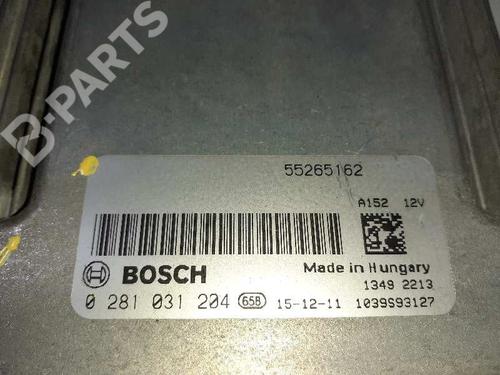 B-PARTS
55265162
A152 12V
BOSCH
Made in Hungary
1349 2213
0 281 031 204 658 15-12-11 1039S93127